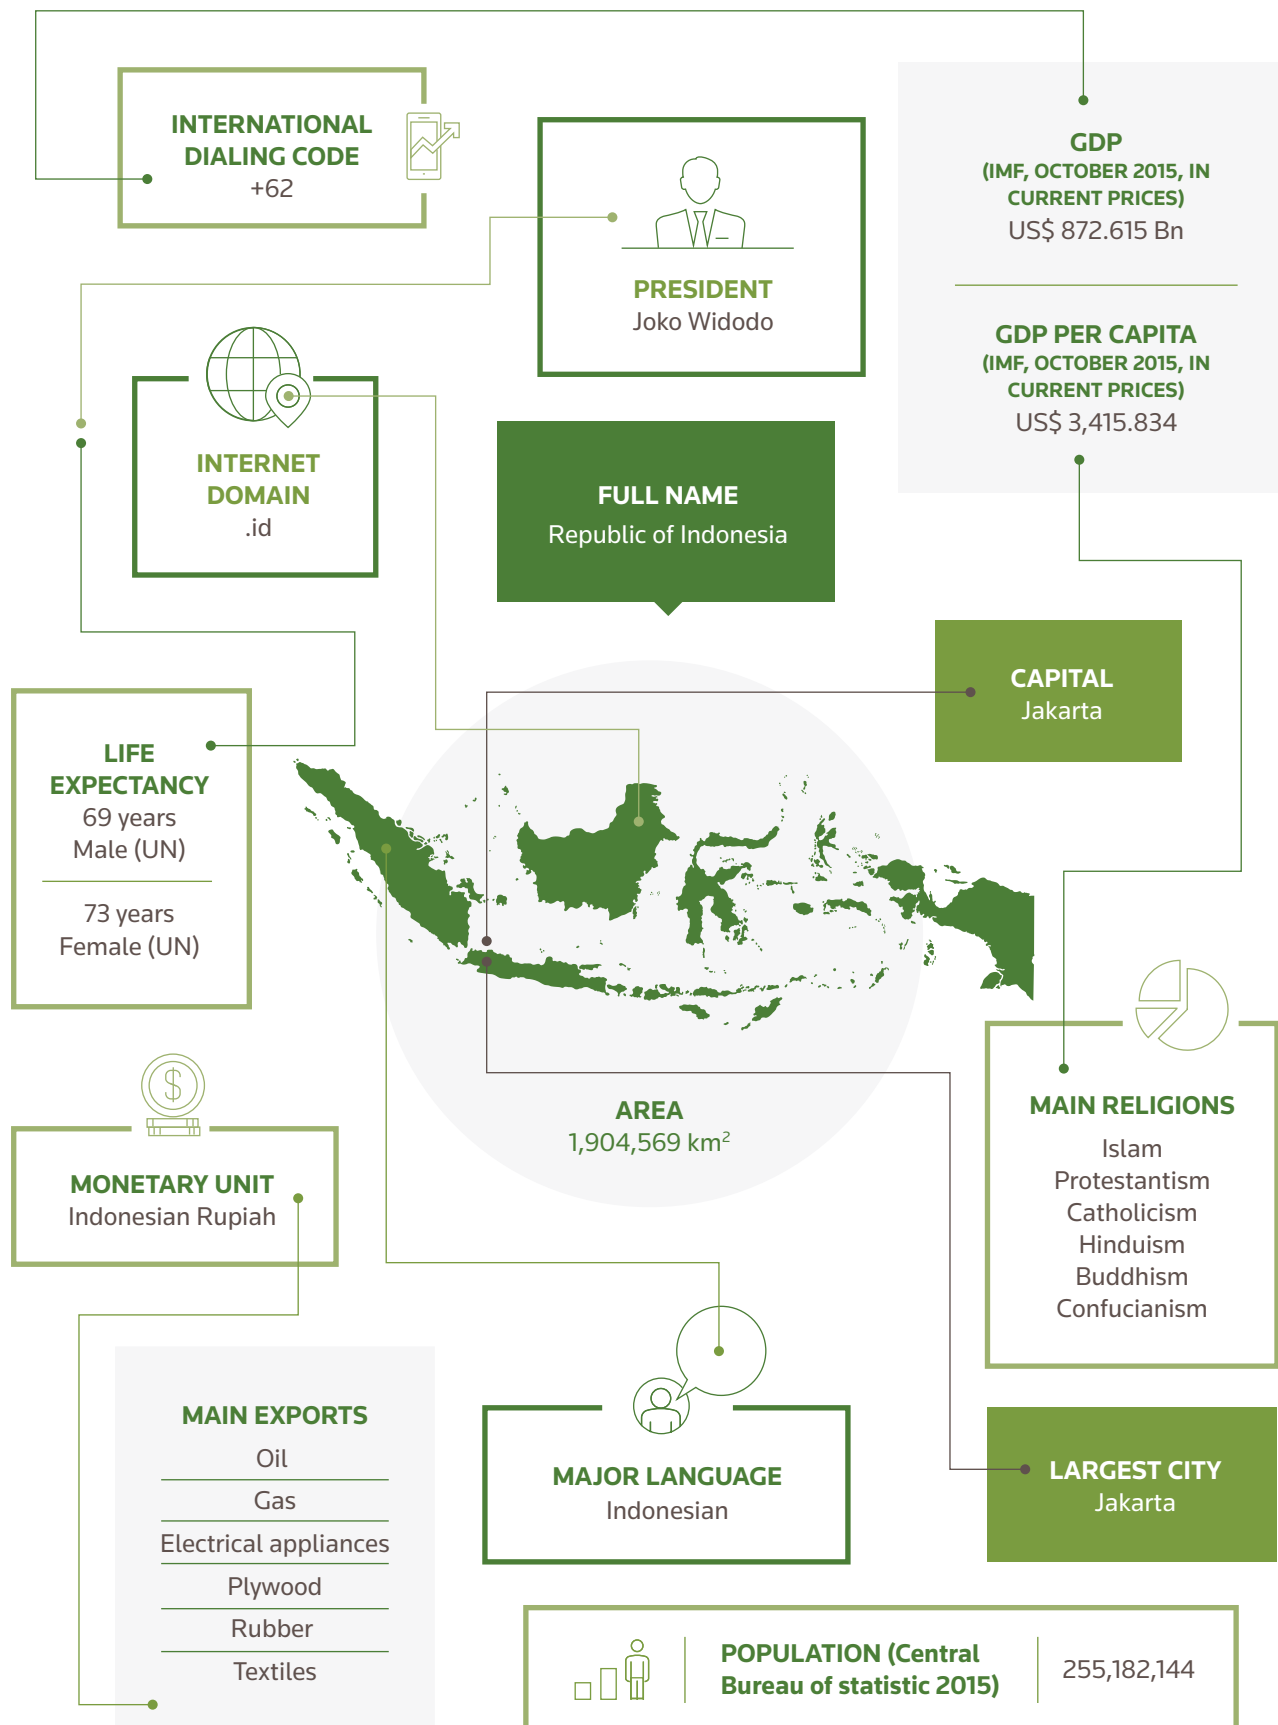 INTERNATIONAL
DIALING CODE
+62
PRESIDENT
Joko Widodo
GDP
(IMF, OCTOBER 2015, IN
CURRENT PRICES)
US$ 872.615 Bn
GDP PER CAPITA
(IMF, OCTOBER 2015, IN
CURRENT PRICES)
US$ 3,415.834
INTERNET
DOMAIN
.id
FULL NAME
Republic of Indonesia
CAPITAL
Jakarta
LIFE
EXPECTANCY
69 years
Male (UN)
73 years
Female (UN)
AREA
1,904,569 km²
MONETARY UNIT
Indonesian Rupiah
$
MAIN RELIGIONS
Islam
Protestantism
Catholicism
Hinduism
Buddhism
Confucianism
MAIN EXPORTS
Oil
Gas
Electrical appliances
Plywood
Rubber
Textiles
MAJOR LANGUAGE
Indonesian
LARGEST CITY
Jakarta
POPULATION (Central
Bureau of statistic 2015)
255,182,144